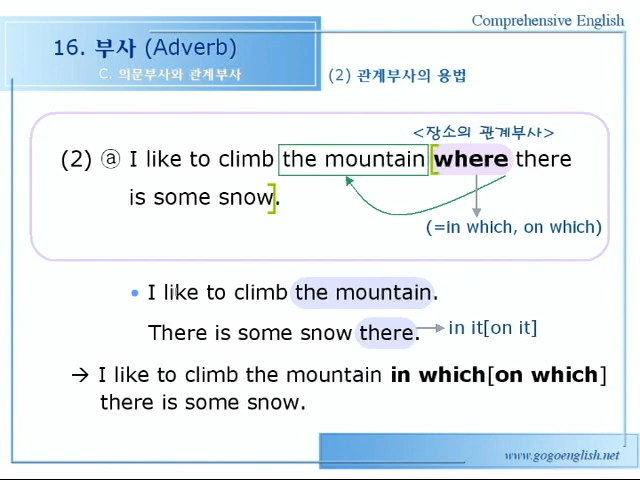 Comprehensive English
16. 부사 (Adverb)
C. 의문부사와 관계부사
(2) 관계부사의 용법
<장소의 관계부사>
(2) ⓐ I like to climb the mountain [where there
is some snow].
(=in which, on which)
• I like to climb the mountain.
There is some snow there. → in it[on it]
→ I like to climb the mountain in which[on which]
there is some snow.
www.gogoenglish.net